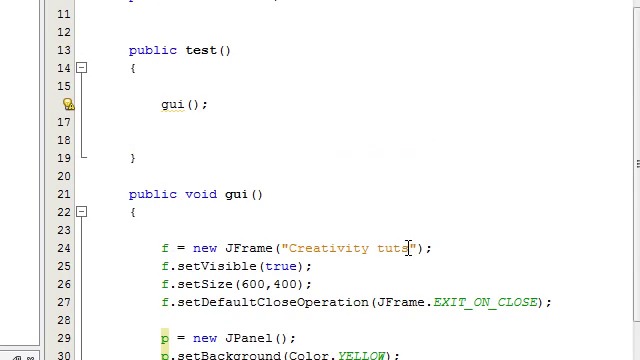 11
12
13 public test()
14 {
15
gui();
17
18
19 }
20
21 public void gui()
22 {
23
24 f = new JFrame("Creativity tuts");
25 f.setVisible(true);
26 f.setSize(600,400);
27 f.setDefaultCloseOperation(JFrame.EXIT_ON_CLOSE);
28
29 p = new JPanel();
30 p.setBackground(Color.YELLOW);